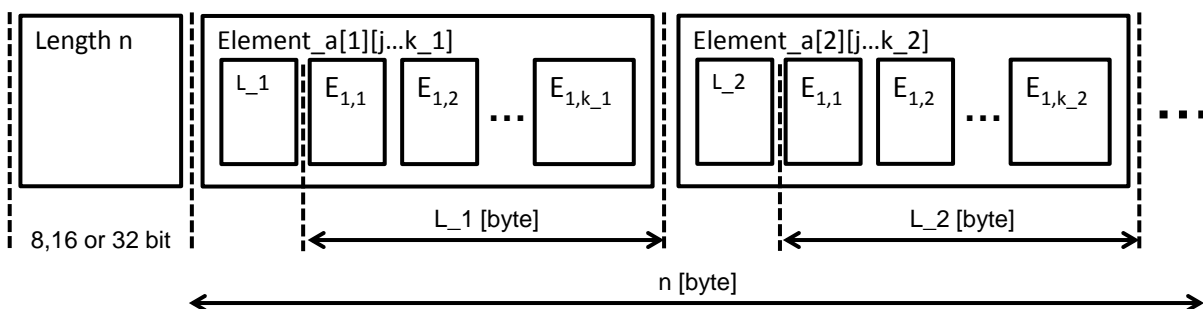 Length n
Element_a[1][j...k_1]
Element_a[2][j...k_2]
L_1
E1,1
E1,2
...
E1,k_1
L_2
E1,1
E1,2
...
E1,k_2
...
L_1 [byte]
L_2 [byte]
8,16 or 32 bit
n [byte]